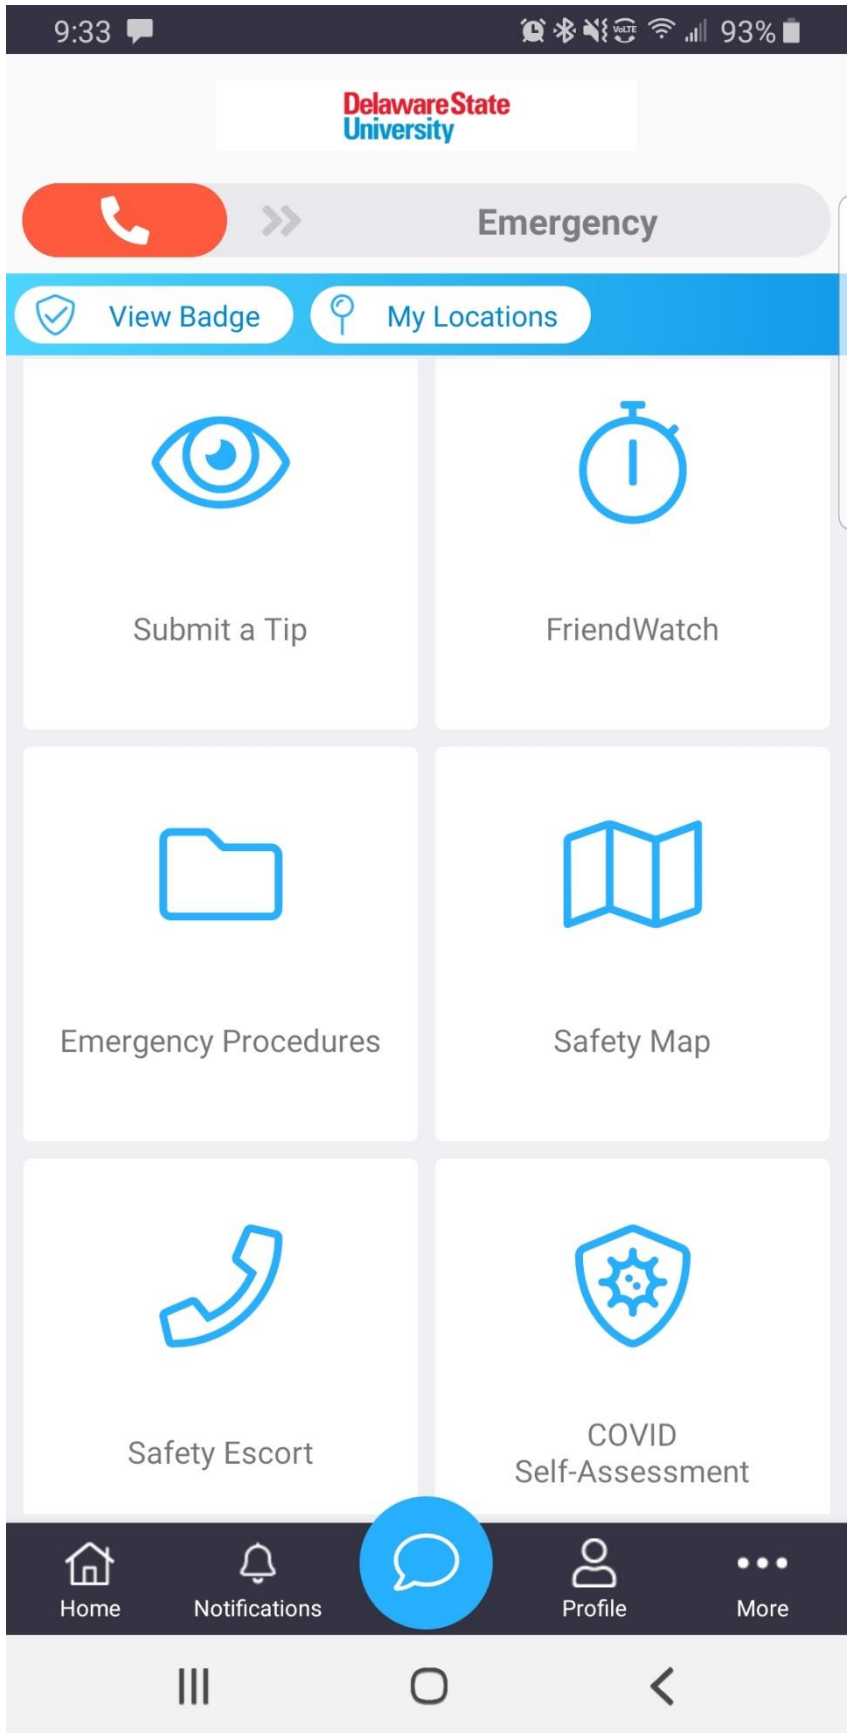 9:33
VoLTE
93%
Delaware State
University
Emergency
View Badge
My Locations
Submit a Tip
FriendWatch
Emergency Procedures
Safety Map
Safety Escort
COVID
Self-Assessment
Home
Notifications
Profile
More